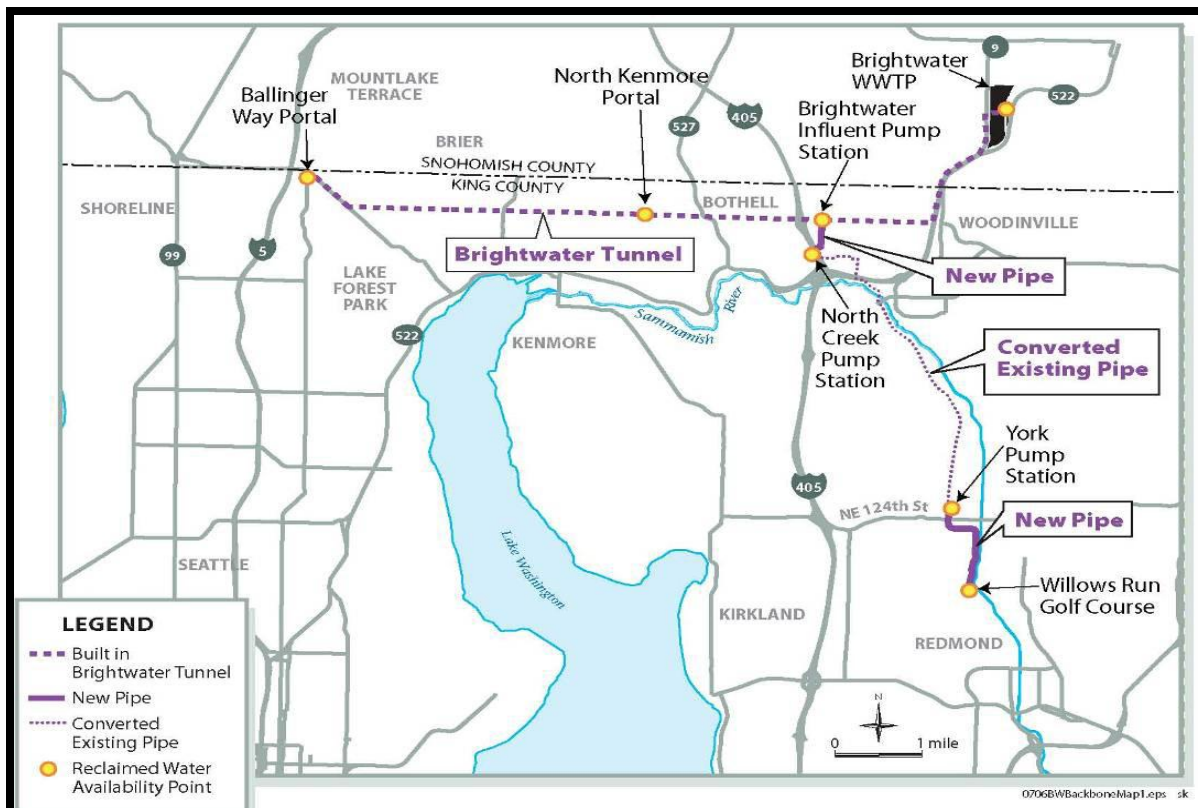 MOUNTLAKE
TERRACE
Ballinger
Way Portal
North Kenmore
Portal
Brightwater
WWTP
9
522
Brightwater
Influent Pump
Station
405
527
BRIER
SNOHOMISH COUNTY
KING COUNTY
SHORELINE
BOTHELL
WOODINVILLE
99
5
Brightwater Tunnel
New Pipe
LAKE
FOREST
PARK
522
KENMORE
Sammamish
River
North
Creek
Pump
Station
Converted
Existing Pipe
York
Pump
Station
405
NE 124th St
New Pipe
Lake Washington
SEATTLE
Willows Run
Golf Course
KIRKLAND
REDMOND
LEGEND
Built in
Brightwater Tunnel
New Pipe
Converted
Existing Pipe
Reclaimed Water
Availability Point
N
0 1 mile
0706BWBackboneMap1.eps sk